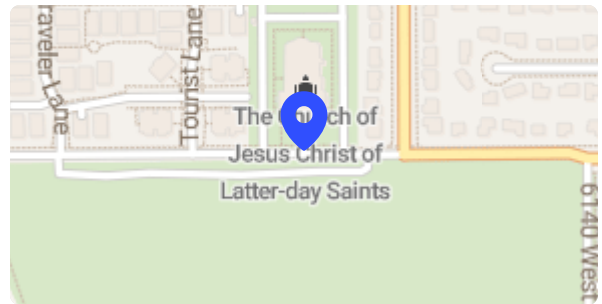 raveler Lane
Tourist Lane
The Church of
Jesus Christ of
Latter-day Saints
6140 West